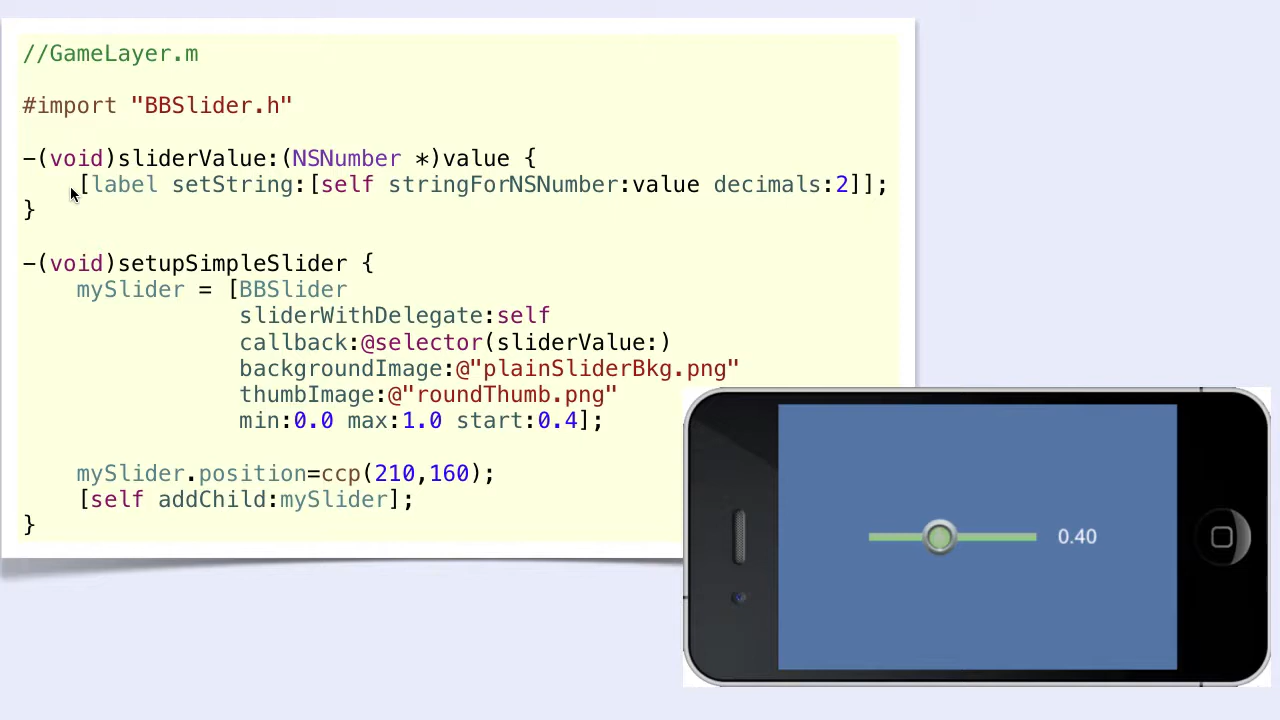 //GameLayer.m
#import "BBSlider.h"
-(void)sliderValue:(NSNumber *)value {
[label setString:[self stringForNSNumber:value decimals:2]];
}
-(void)setupSimpleSlider {
mySlider = [BBSlider
sliderWithDelegate:self
callback:@selector(sliderValue:)
backgroundImage:@"plainSliderBkg.png"
thumbImage:@"roundThumb.png"
min:0.0 max:1.0 start:0.4];
mySlider.position=ccp(210,160);
[self addChild:mySlider];
}
0.40